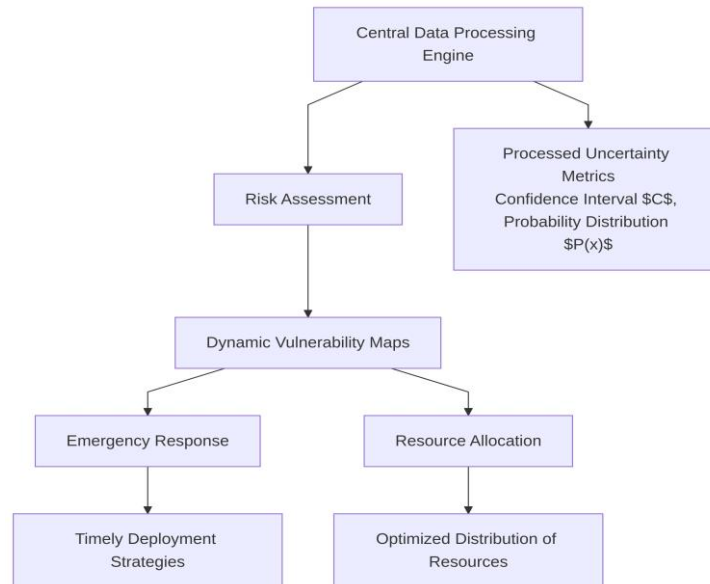 Central Data Processing
Engine
Processed Uncertainty
Metrics
Confidence Interval $C$,
Probability Distribution
$P(x)$
Risk Assessment
Dynamic Vulnerability Maps
Emergency Response
Resource Allocation
Timely Deployment
Strategies
Optimized Distribution of
Resources